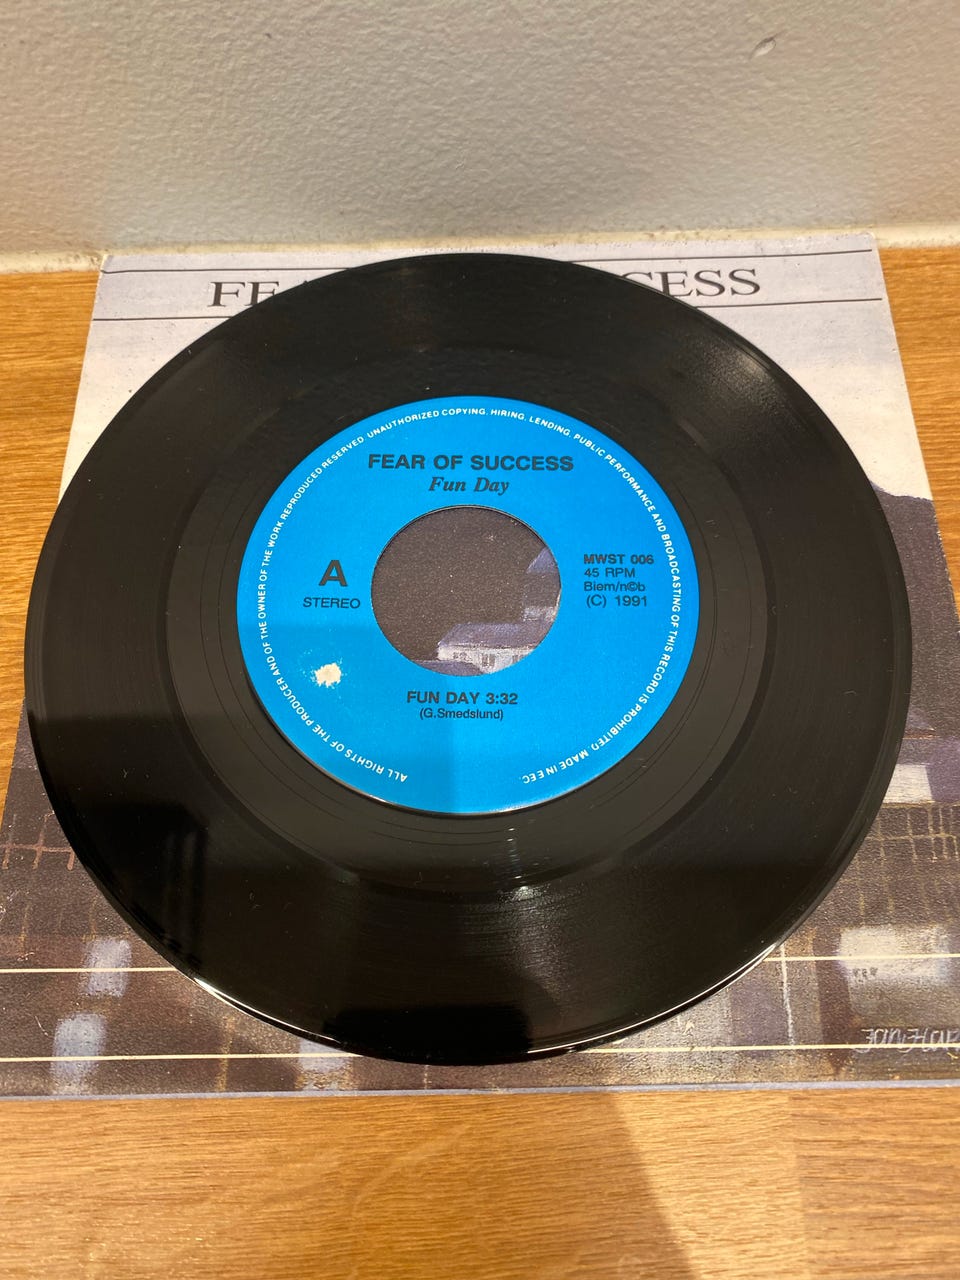 FEA CESS
ALL RIGHTS OF THE PRODUCER AND OF THE OWNER OF THE WORK REPRODUCED RESERVED. UNAUTHORIZED COPYING, HIRING, LENDING, PUBLIC PERFORMANCE AND BROADCASTING OF THIS RECORD IS PROHIBITED. MADE IN EEC.
FEAR OF SUCCESS
Fun Day
A
STEREO
MWST 006
45 RPM
Biem/n©b
(C) 1991
FUN DAY 3:32
(G.Smedslund)